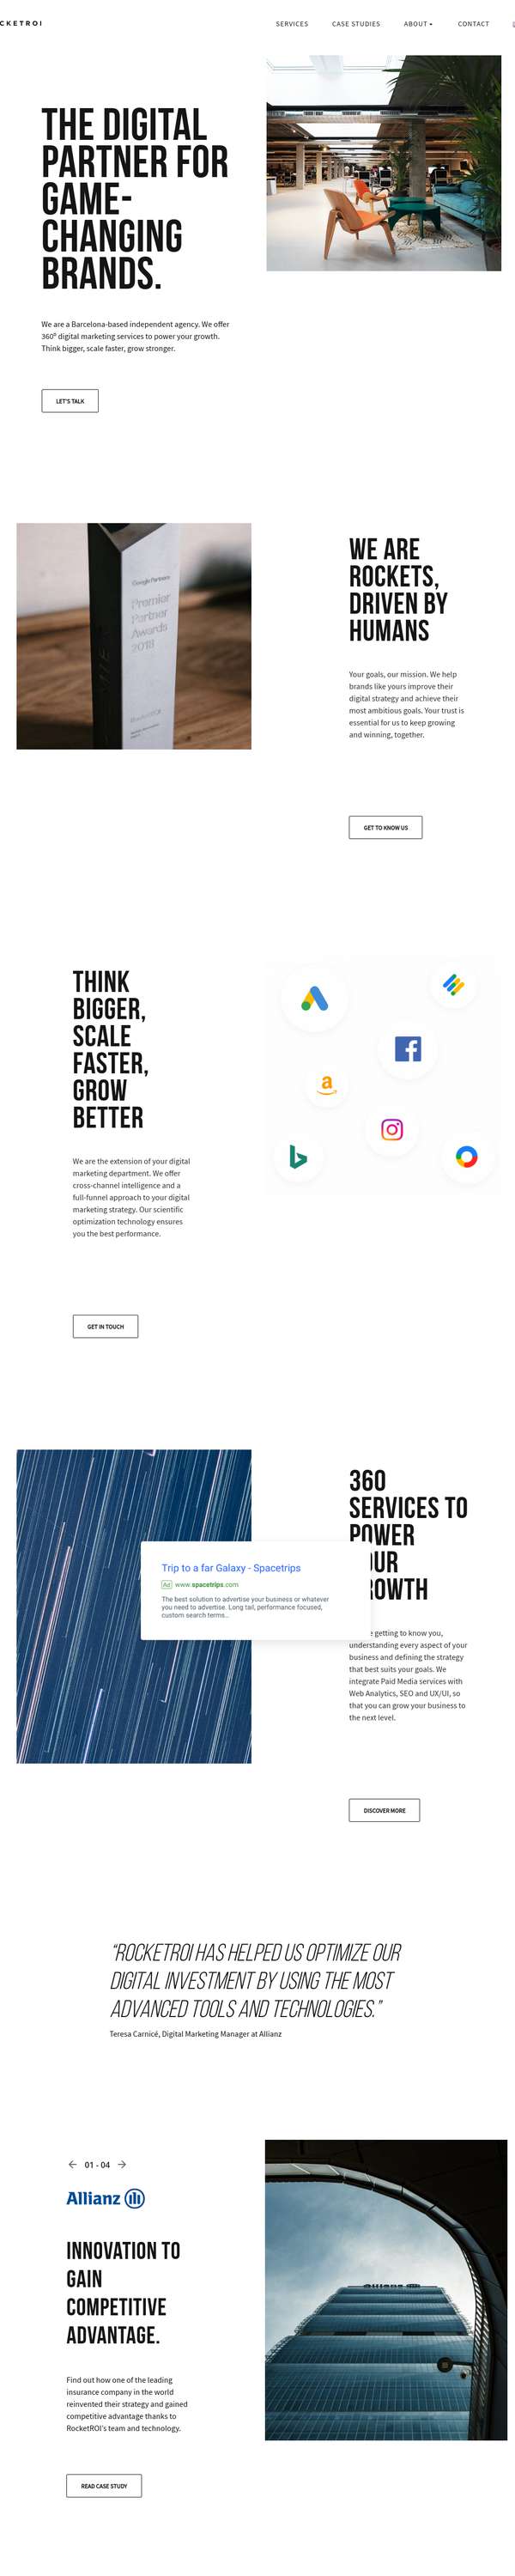 CKETROI
SERVICES
CASE STUDIES
ABOUT
CONTACT
THE DIGITAL
PARTNER FOR
GAME-
CHANGING
BRANDS.
We are a Barcelona-based independent agency. We offer
360º digital marketing services to power your growth.
Think bigger, scale faster, grow stronger.
LET'S TALK
Google Partners
Premier
Partner
Awards
2018
WE ARE
ROCKETS,
DRIVEN BY
HUMANS
Your goals, our mission. We help
brands like yours improve their
digital strategy and achieve their
most ambitious goals. Your trust is
essential for us to keep growing
and winning, together.
GET TO KNOW US
THINK
BIGGER,
SCALE
FASTER,
GROW
BETTER
We are the extension of your digital
marketing department. We offer
cross-channel intelligence and a
full-funnel approach to your digital
marketing strategy. Our scientific
optimization technology ensures
you the best performance.
GET IN TOUCH
Trip to a far Galaxy - Spacetrips
Ad www.spacetrips.com
The best solution to advertise your business or whatever
you need to advertise. Long tail, performance focused,
custom search terms...
360
SERVICES TO
POWER
OUR
ROWTH
getting to know you,
understanding every aspect of your
business and defining the strategy
that best suits your goals. We
integrate Paid Media services with
Web Analytics, SEO and UX/UI, so
that you can grow your business to
the next level.
DISCOVER MORE
"ROCKETROI HAS HELPED US OPTIMIZE OUR
DIGITAL INVESTMENT BY USING THE MOST
ADVANCED TOOLS AND TECHNOLOGIES."
Teresa Carnicé, Digital Marketing Manager at Allianz
01 - 04
Allianz
INNOVATION TO
GAIN
COMPETITIVE
ADVANTAGE.
Find out how one of the leading
insurance company in the world
reinvented their strategy and gained
competitive advantage thanks to
RocketROI's team and technology.
READ CASE STUDY